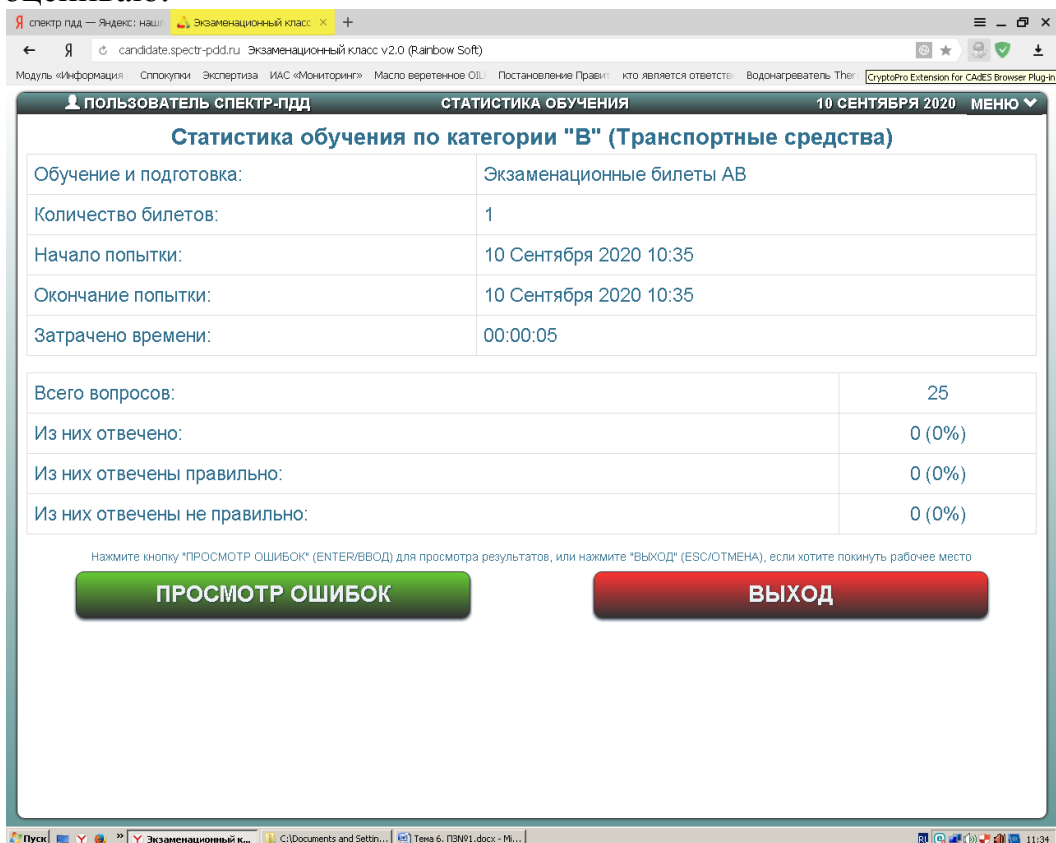 оцениваю.
спектр пдд — Яндекс: наш
Экзаменационный класс
candidate.spectr-pdd.ru Экзаменационный класс v2.0 (Rainbow Soft)
Модуль «Информация Сппокупки Экспертиза ИАС «Мониторинг» Масло веретенное OIL Постановление Правит кто является ответств Водонагреватель Ther
CryptoPro Extension for CAdES Browser Plug-in
ПОЛЬЗОВАТЕЛЬ СПЕКТР-ПДД СТАТИСТИКА ОБУЧЕНИЯ 10 СЕНТЯБРЯ 2020 МЕНЮ
Статистика обучения по категории "B" (Транспортные средства)
Обучение и подготовка: Экзаменационные билеты АВ
Количество билетов: 1
Начало попытки: 10 Сентября 2020 10:35
Окончание попытки: 10 Сентября 2020 10:35
Затрачено времени: 00:00:05
Всего вопросов: 25
Из них отвечено: 0 (0%)
Из них отвечены правильно: 0 (0%)
Из них отвечены не правильно: 0 (0%)
Нажмите кнопку "ПРОСМОТР ОШИБОК" (ENTER/ВВОД) для просмотра результатов, или нажмите "ВЫХОД" (ESC/ОТМЕНА), если хотите покинуть рабочее место
ПРОСМОТР ОШИБОК ВЫХОД
Пуск Экзаменационный к... C:\Documents and Settin... Тема 6. ПЗ№1.docx - Mi... RU 11:34